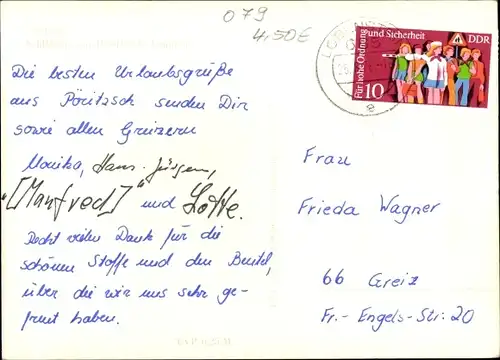 079
4,50€
Für hohe Ordnung und Sicherheit
DDR
10
Die besten Urlaubsgrüße
aus Pöritzsch senden Dir
sowie allen Greizern
Monika, Hans-Jürgen,
"[Manfred]" und Lotte.
Recht vielen Dank für die
schönen Stoffe und den Beutel,
über die wir uns sehr ge-
freut haben.
Frau
Frieda Wagner
66 Greiz
Fr.-Engels-Str. 20